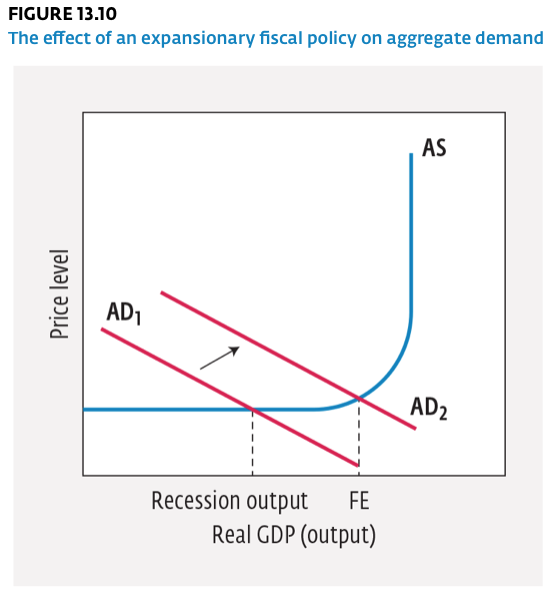 FIGURE 13.10
The effect of an expansionary fiscal policy on aggregate demand
AS
AD1
Price level
AD2
Recession output
FE
Real GDP (output)